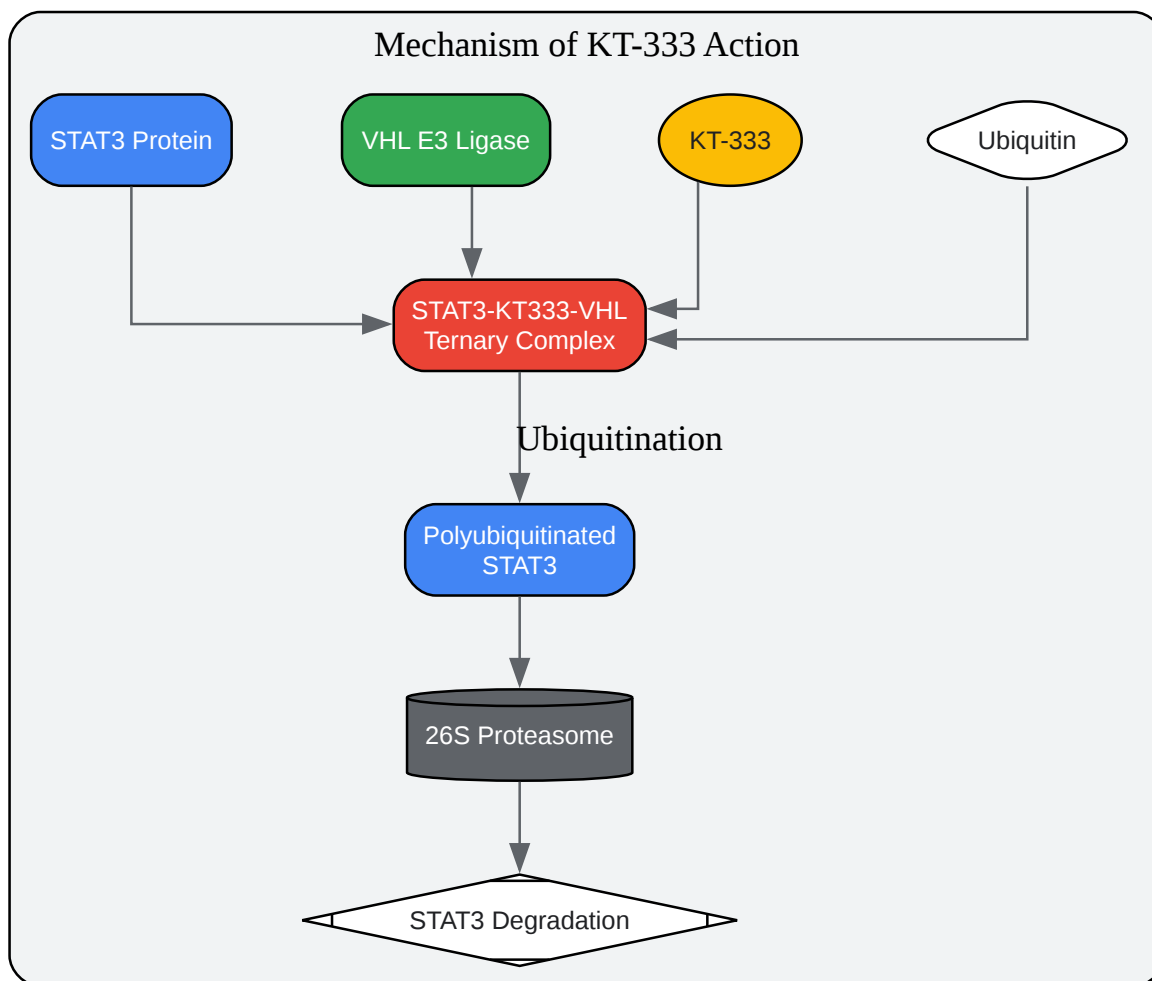 Mechanism of KT-333 Action
STAT3 Protein
VHL E3 Ligase
KT-333
Ubiquitin
STAT3-KT333-VHL
Ternary Complex
Ubiquitination
Polyubiquitinated
STAT3
26S Proteasome
STAT3 Degradation